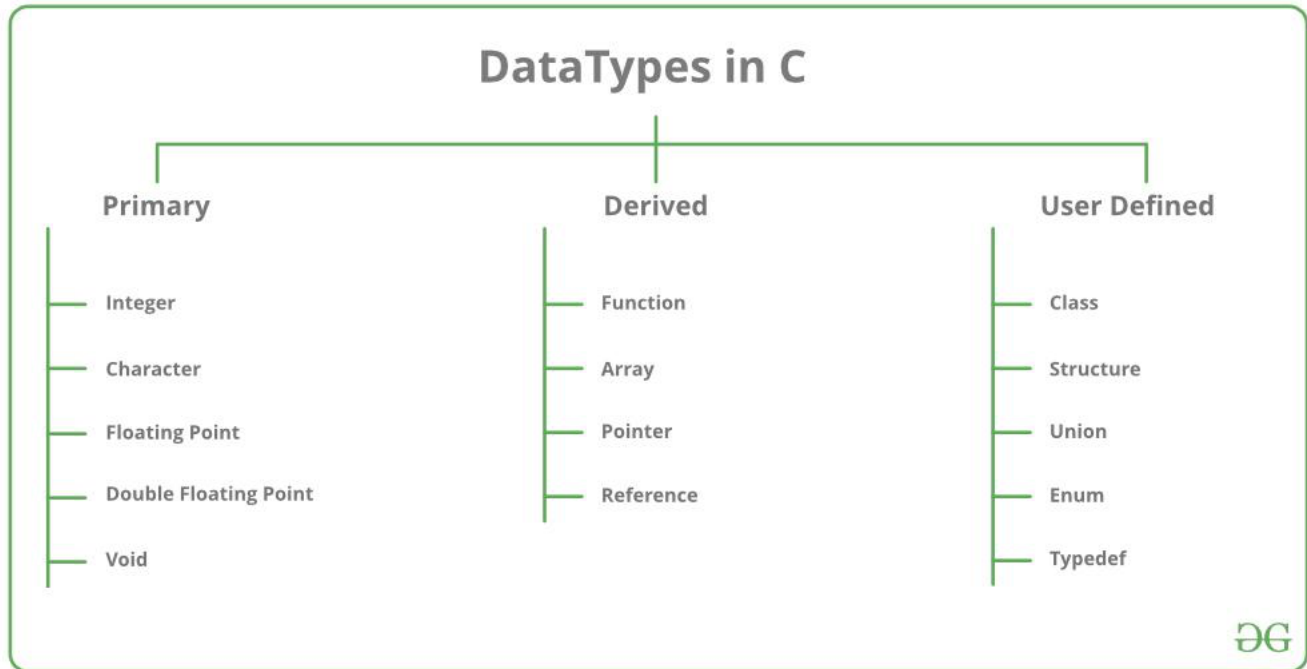 DataTypes in C
Primary
Integer
Character
Floating Point
Double Floating Point
Void
Derived
Function
Array
Pointer
Reference
User Defined
Class
Structure
Union
Enum
Typedef